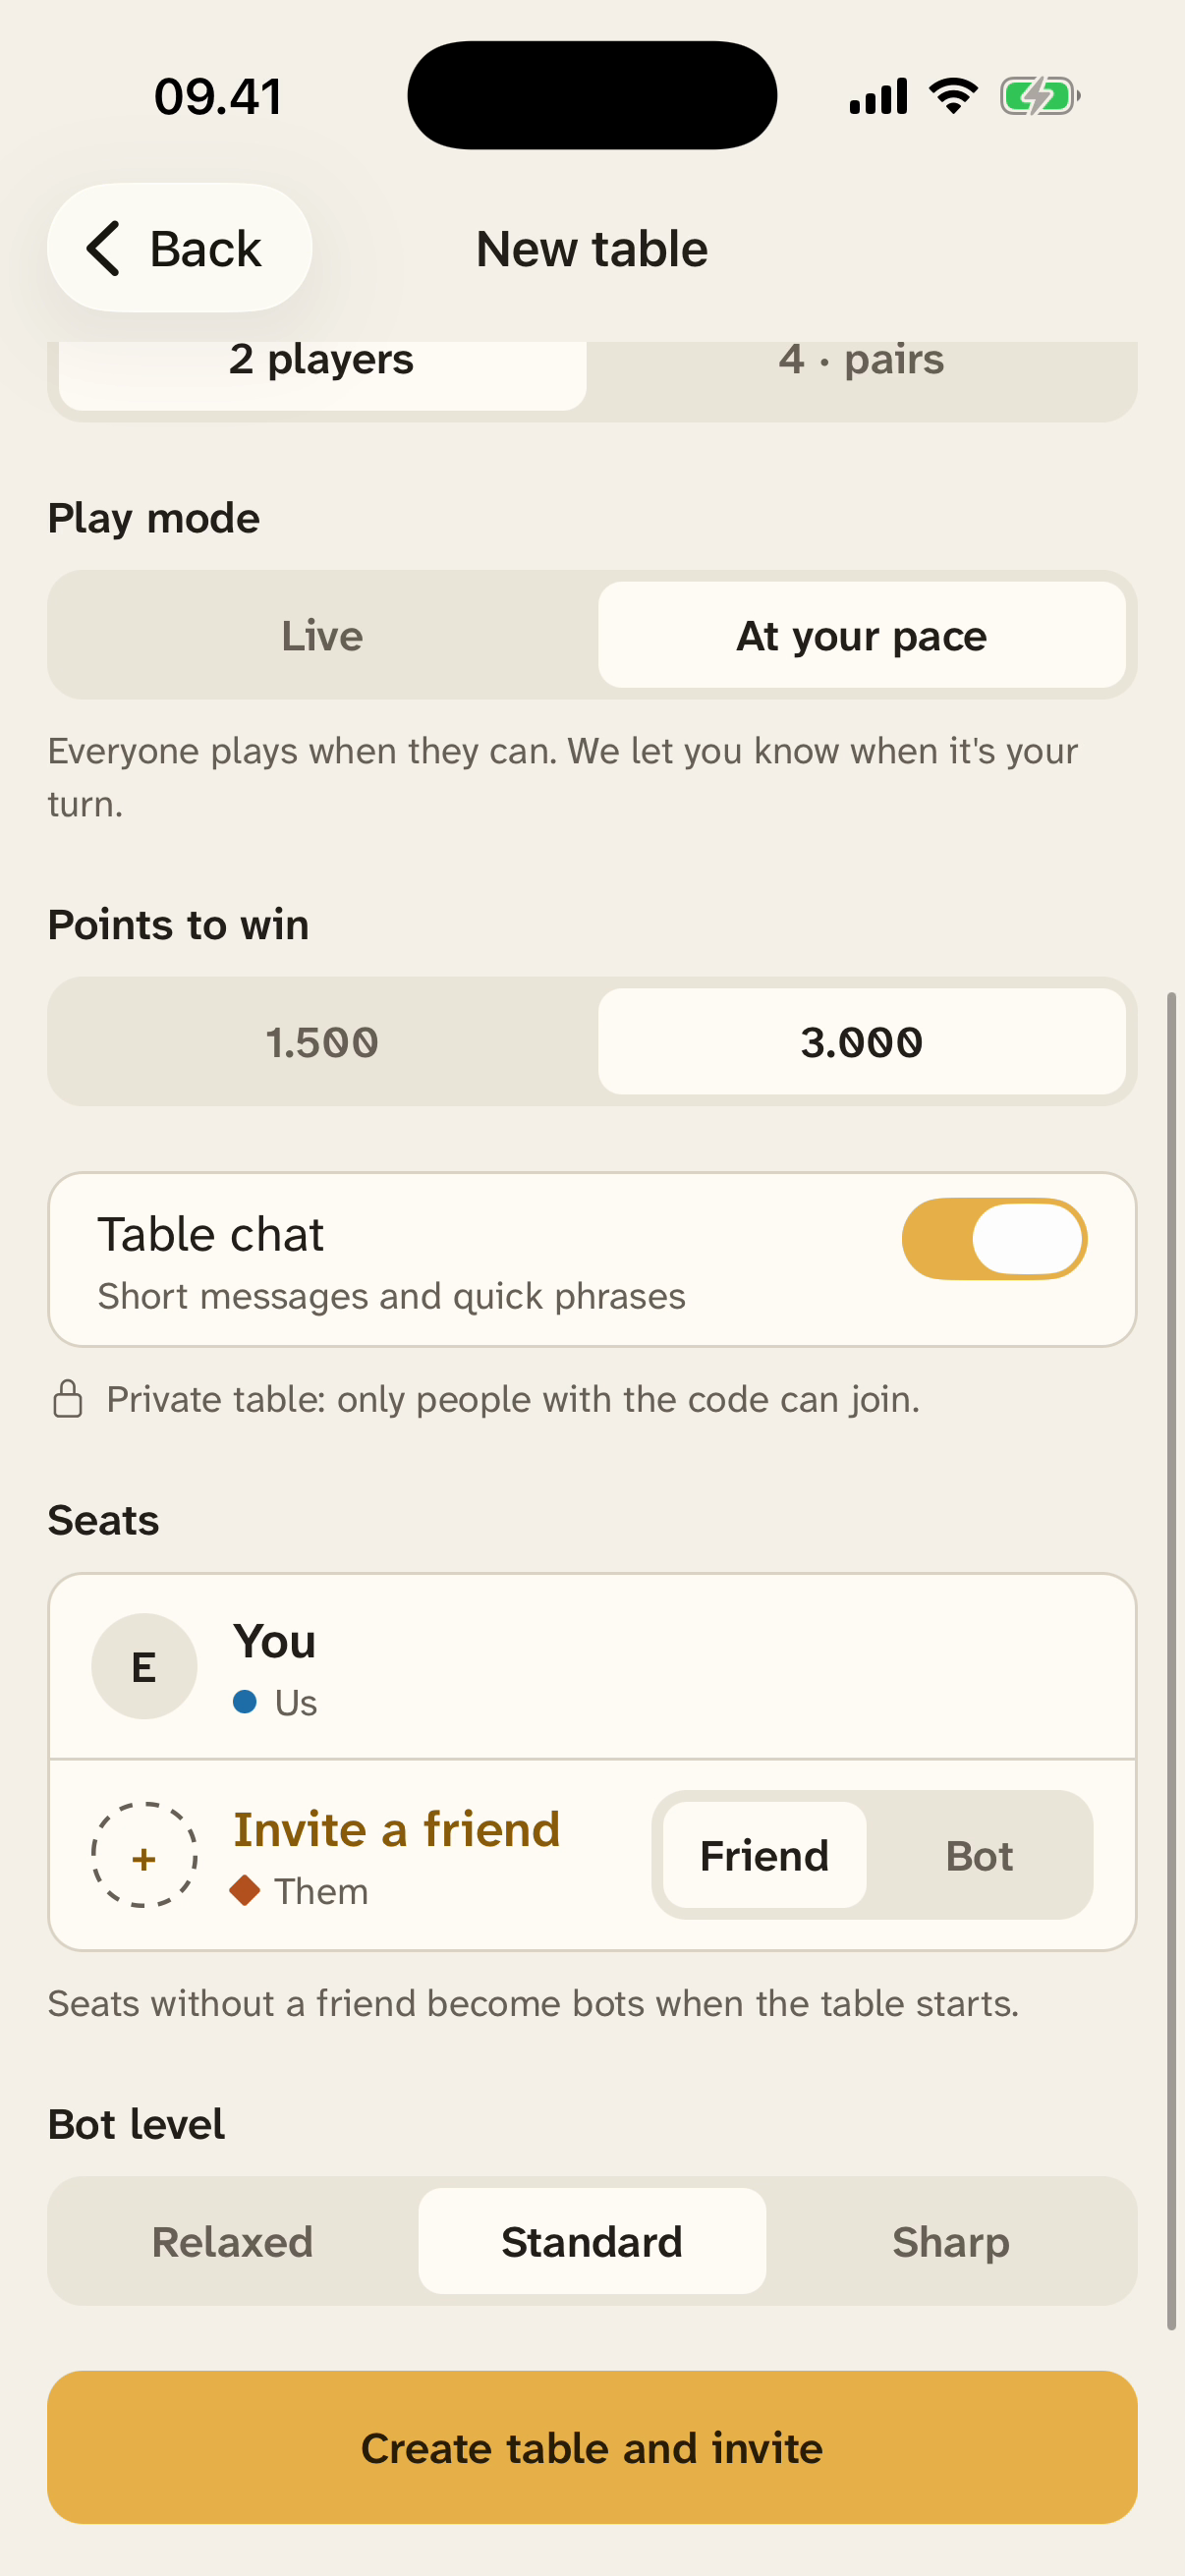 09.41
Back
New table
2 players
4 · pairs
Play mode
Live
At your pace
Everyone plays when they can. We let you know when it's your
turn.
Points to win
1.500
3.000
Table chat
Short messages and quick phrases
Private table: only people with the code can join.
Seats
E
You
Us
+
Invite a friend
Them
Friend
Bot
Seats without a friend become bots when the table starts.
Bot level
Relaxed
Standard
Sharp
Create table and invite